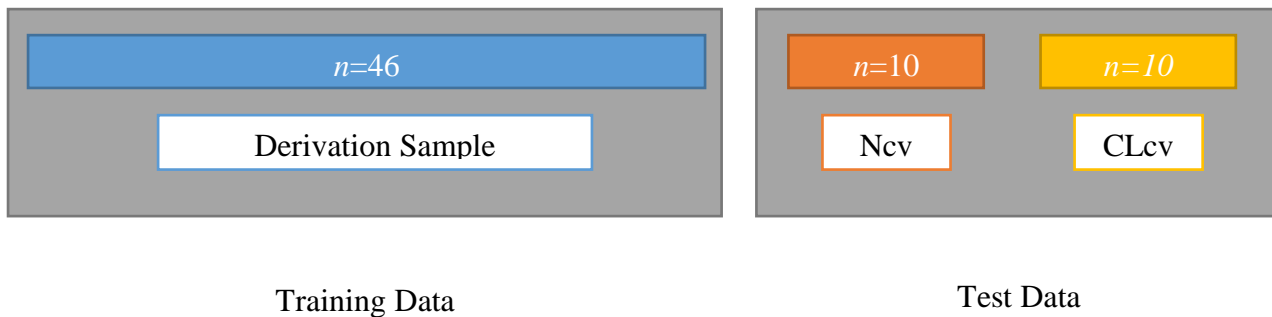 n=46
Derivation Sample
Training Data
n=10
n=10
Ncv
CLcv
Test Data